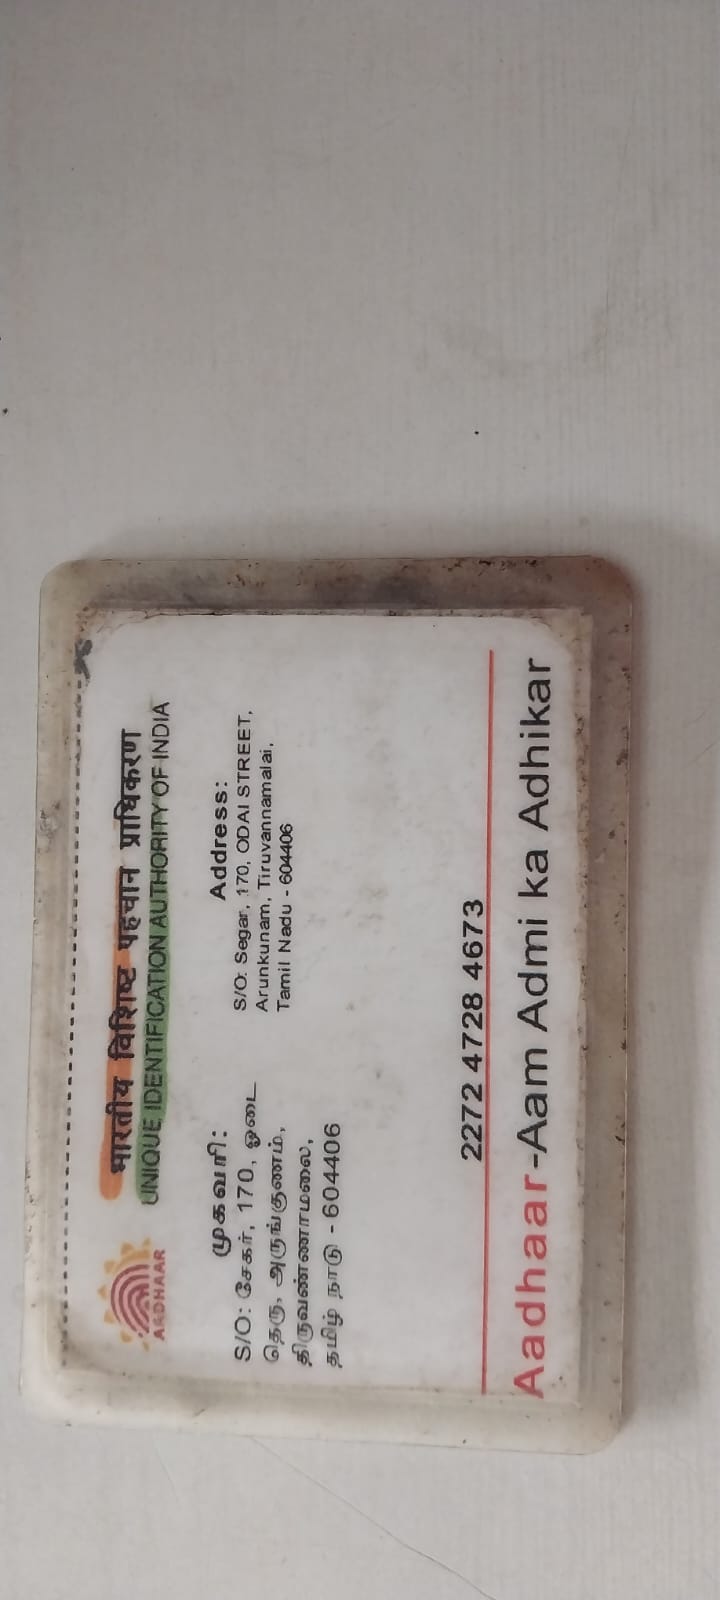 भारतीय विशिष्ट पहचान प्राधिकरण
UNIQUE IDENTIFICATION AUTHORITY OF INDIA
AADHAAR
முகவரி:
S/O: சேகர், 170, ஓடை
தெரு, அருங்குணம்,
திருவண்ணாமலை,
தமிழ் நாடு - 604406
Address:
S/O: Segar, 170, ODAI STREET,
Arunkunam, Tiruvannamalai,
Tamil Nadu - 604406
2272 4728 4673
Aadhaar-Aam Admi ka Adhikar